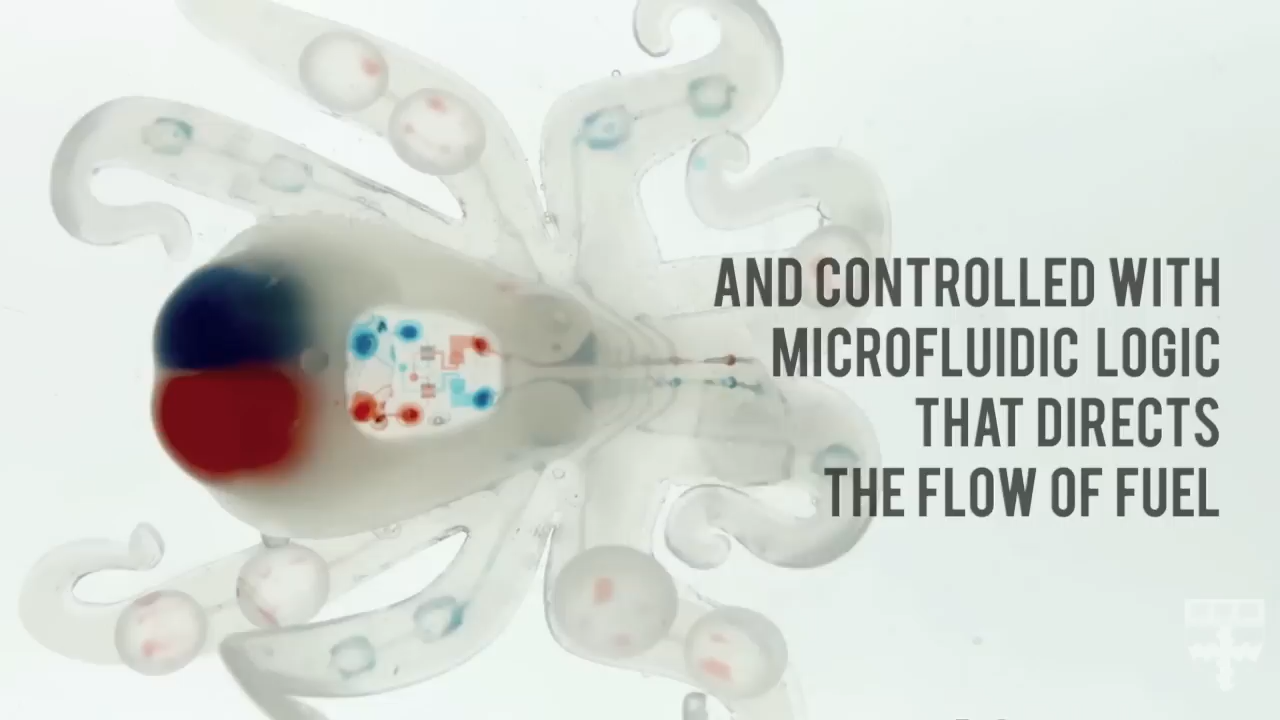 AND CONTROLLED WITH
MICROFLUIDIC LOGIC
THAT DIRECTS
THE FLOW OF FUEL